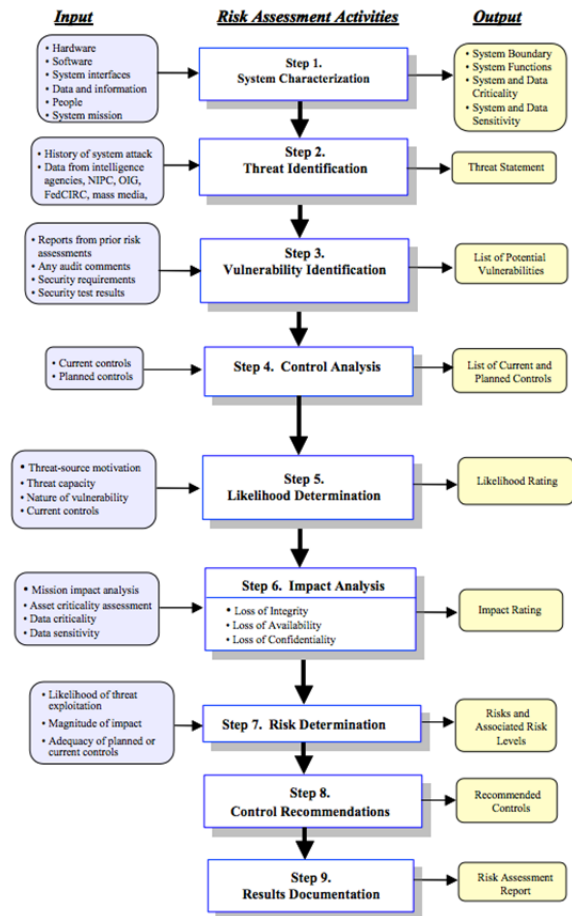 Input
Risk Assessment Activities
Output
• Hardware
• Software
• System interfaces
• Data and information
• People
• System mission
Step 1.
System Characterization
• System Boundary
• System Functions
• System and Data
Criticality
• System and Data
Sensitivity
• History of system attack
• Data from intelligence
agencies, NIPC, OIG,
FedCIRC, mass media,
Step 2.
Threat Identification
Threat Statement
• Reports from prior risk
assessments
• Any audit comments
• Security requirements
• Security test results
Step 3.
Vulnerability Identification
List of Potential
Vulnerabilities
• Current controls
• Planned controls
Step 4. Control Analysis
List of Current and
Planned Controls
• Threat-source motivation
• Threat capacity
• Nature of vulnerability
• Current controls
Step 5.
Likelihood Determination
Likelihood Rating
• Mission impact analysis
• Asset criticality assessment
• Data criticality
• Data sensitivity
Step 6. Impact Analysis
• Loss of Integrity
• Loss of Availability
• Loss of Confidentiality
Impact Rating
• Likelihood of threat
exploitation
• Magnitude of impact
• Adequacy of planned or
current controls
Step 7. Risk Determination
Risks and
Associated Risk
Levels
Step 8.
Control Recommendations
Recommended
Controls
Step 9.
Results Documentation
Risk Assessment
Report